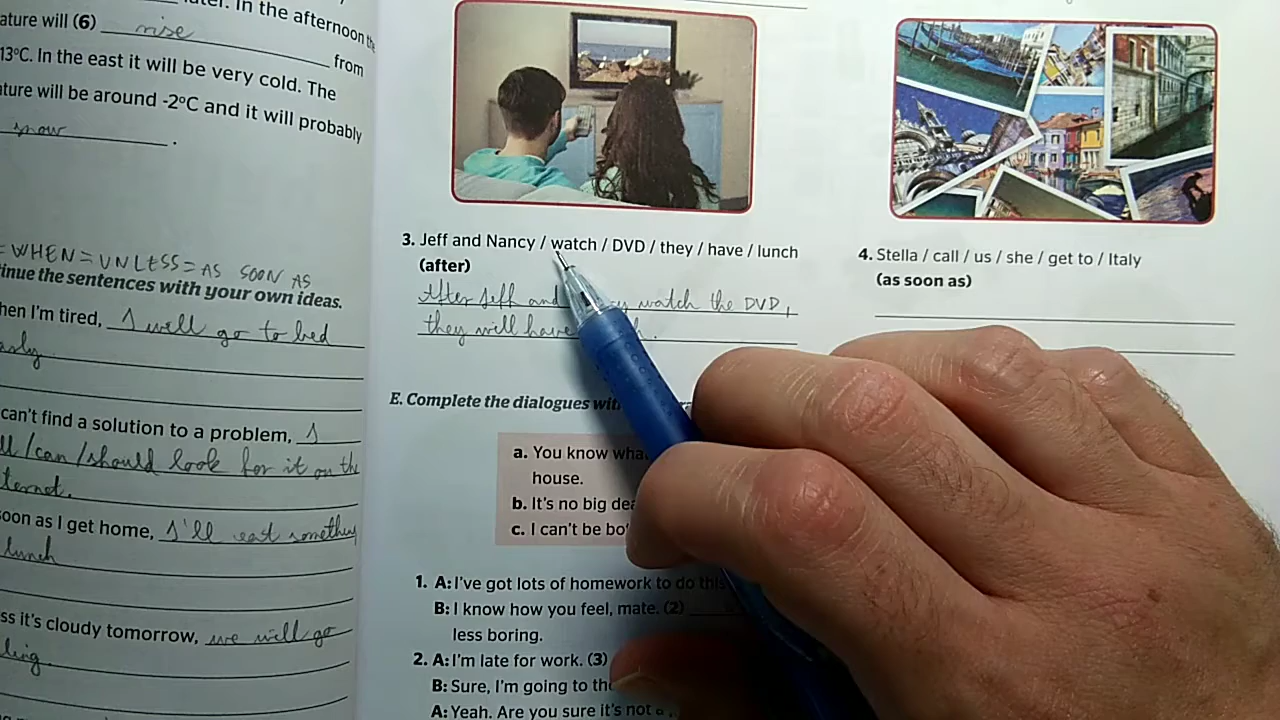 later. In the afternoon the
ature will (6) rise from
13°C. In the east it will be very cold. The
ature will be around -2°C and it will probably
snow .
= WHEN = UNLESS = AS SOON AS
tinue the sentences with your own ideas.
hen I'm tired, I will go to bed
arly
can't find a solution to a problem, I
ll/can/should look for it on the
ternet.
soon as I get home, I'll eat something
lunch
ss it's cloudy tomorrow, we will go
3. Jeff and Nancy / watch / DVD / they / have / lunch
(after)
After Jeff and watch the DVD,
they will have
4. Stella / call / us / she / get to / Italy
(as soon as)
E. Complete the dialogues
a. You know wha
house.
b. It's no big dea
c. I can't be bo
1. A: I've got lots of homework to do this
B: I know how you feel, mate. (2)
less boring.
2. A: I'm late for work. (3)
B: Sure, I'm going to the
A: Yeah. Are you sure it's not a